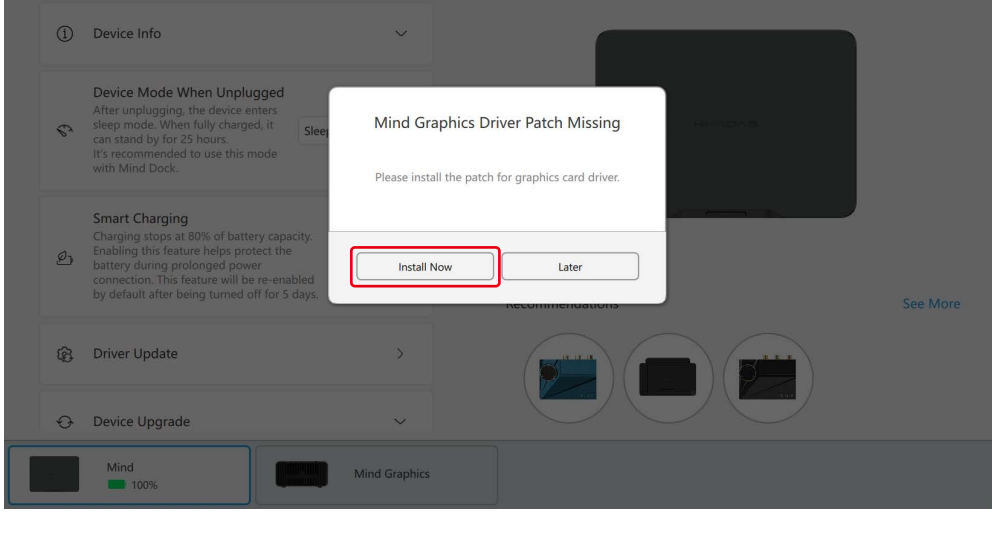 Device Info
Device Mode When Unplugged
After unplugging, the device enters
sleep mode. When fully charged, it
can stand by for 25 hours.
It's recommended to use this mode
with Mind Dock.
Sleep
Smart Charging
Charging stops at 80% of battery capacity.
Enabling this feature helps protect the
battery during prolonged power
connection. This feature will be re-enabled
by default after being turned off for 5 days.
Driver Update
Device Upgrade
Mind Graphics Driver Patch Missing
Please install the patch for graphics card driver.
Install Now
Later
KHADAS
Recommendations
See More
Mind
100%
Mind Graphics